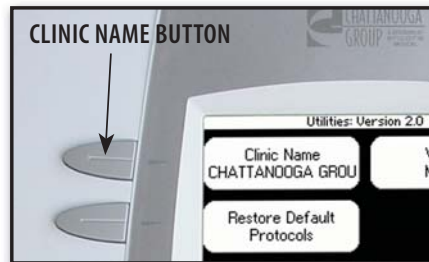 CLINIC NAME BUTTON
CHATTANOOGA
GROUP
Utilities: Version 2.0
Clinic Name
CHATTANOOGA GROU
Restore Default
Protocols